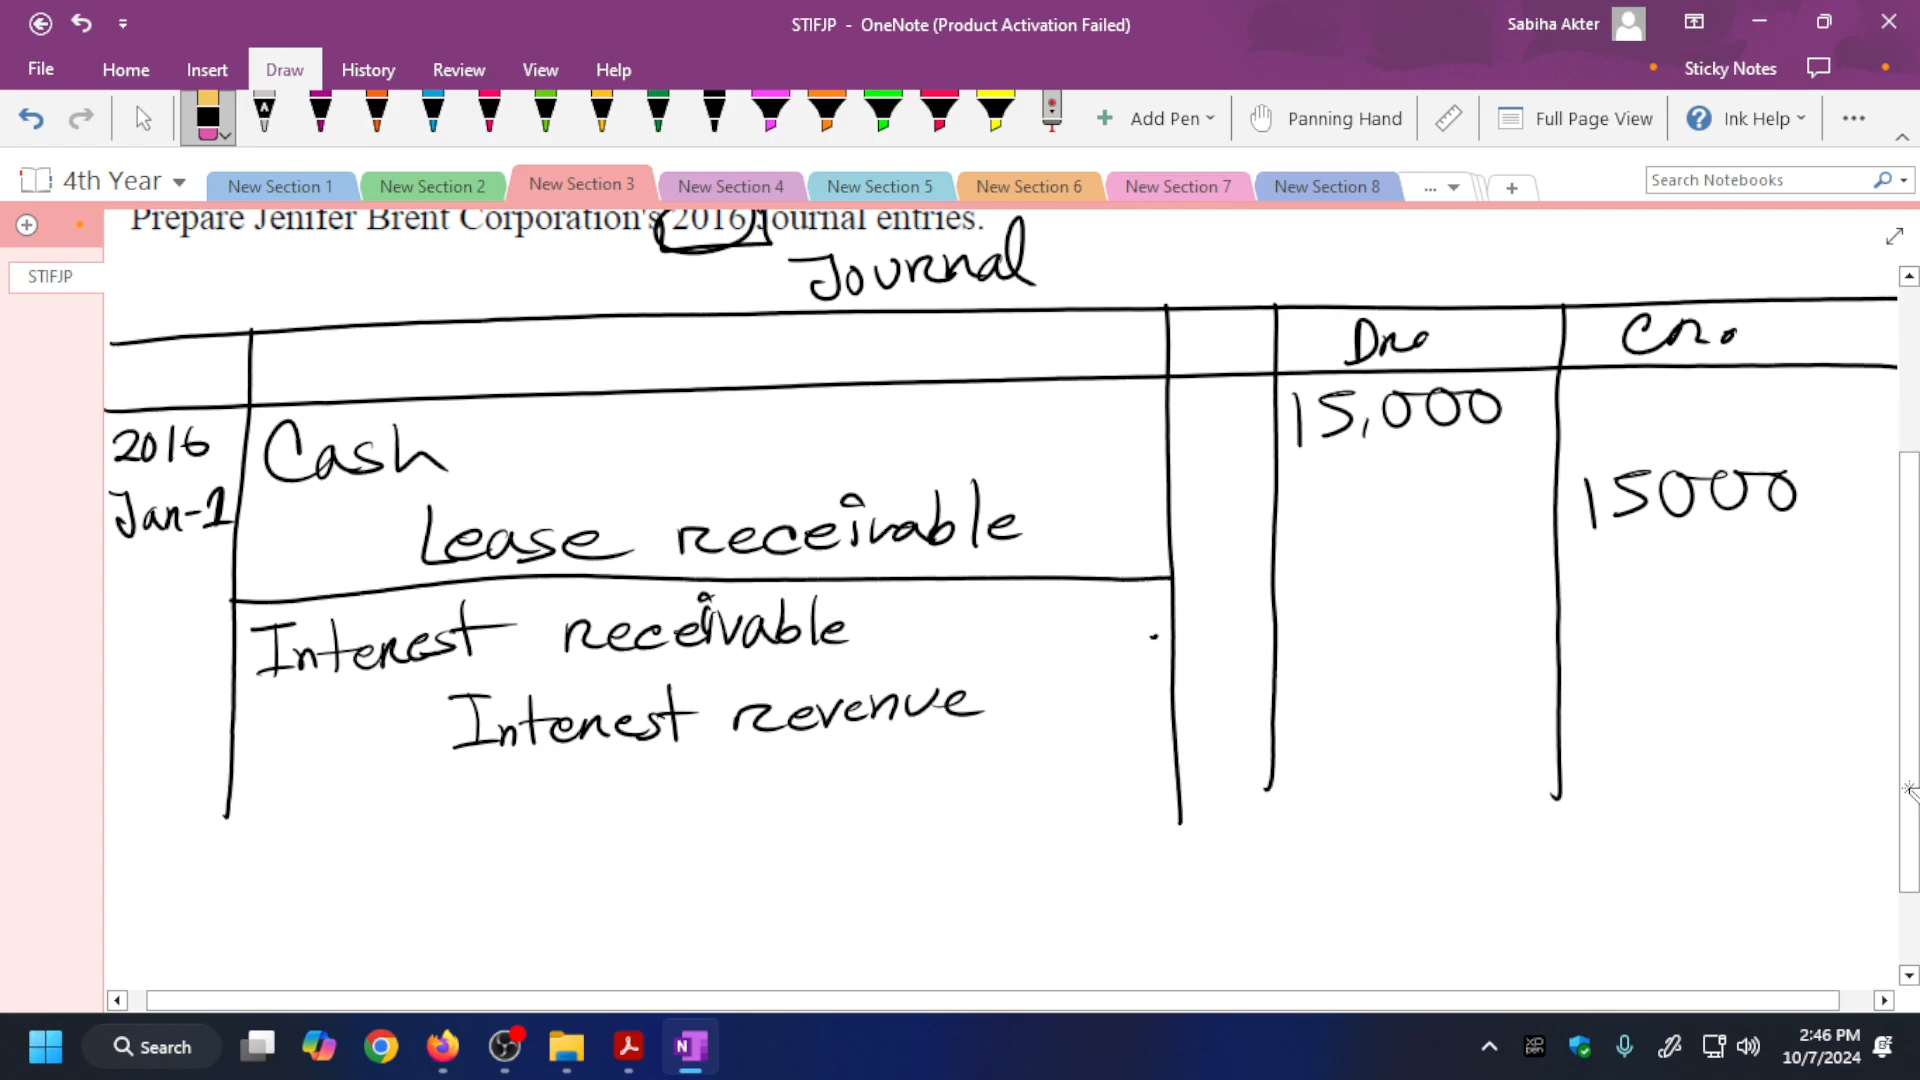 STIFJP - OneNote (Product Activation Failed)
Sabiha Akter
File Home Insert Draw History Review View Help
Sticky Notes
A
+ Add Pen
Panning Hand
Full Page View
? Ink Help
...
4th Year
New Section 1
New Section 2
New Section 3
New Section 4
New Section 5
New Section 6
New Section 7
New Section 8
...
+
Search Notebooks
STIFJP
Prepare Jenifer Brent Corporation's 2016 Journal entries.
Journal
Dr.
Cr.
2016 Cash 15,000
Jan-1 Lease receivable 15000
Interest receivable
Interest revenue
Search
XP PEN
2:46 PM
10/7/2024